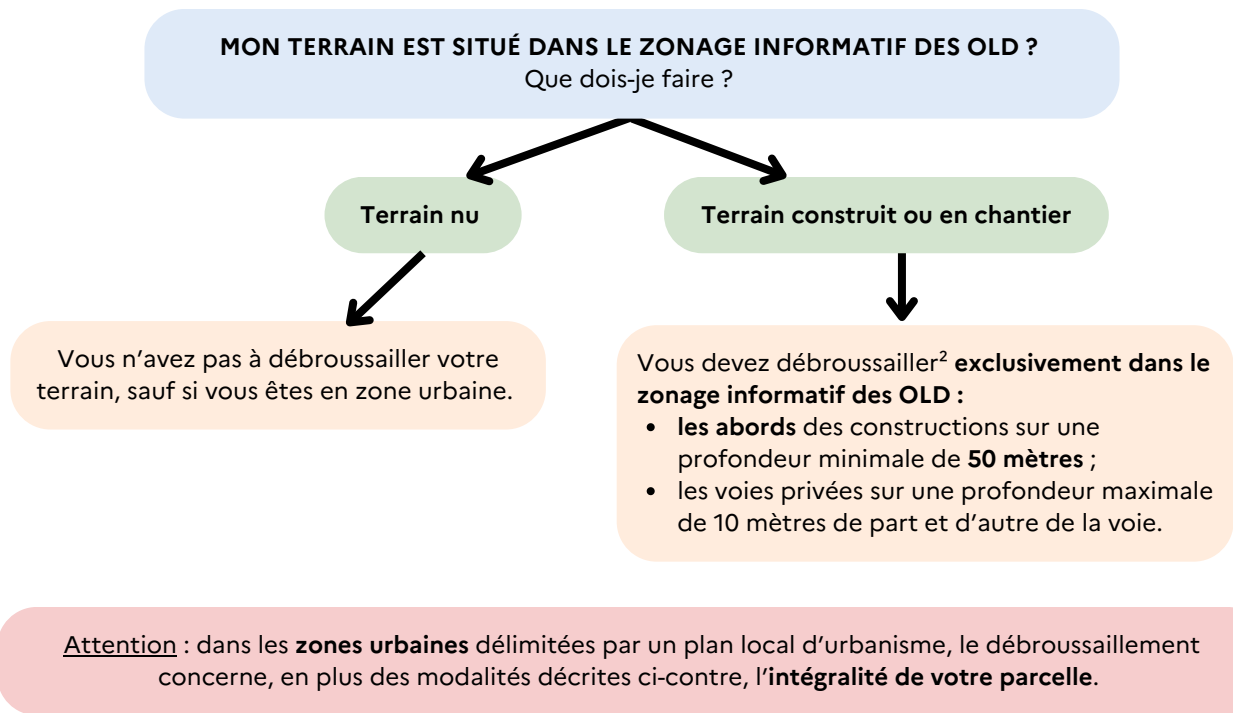 MON TERRAIN EST SITUÉ DANS LE ZONAGE INFORMATIF DES OLD ?
Que dois-je faire ?
Terrain nu
Terrain construit ou en chantier
Vous n’avez pas à débroussailler votre
terrain, sauf si vous êtes en zone urbaine.
Vous devez débroussailler² exclusivement dans le
zonage informatif des OLD :
• les abords des constructions sur une
profondeur minimale de 50 mètres ;
• les voies privées sur une profondeur maximale
de 10 mètres de part et d’autre de la voie.
Attention : dans les zones urbaines délimitées par un plan local d’urbanisme, le débroussaillement
concerne, en plus des modalités décrites ci-contre, l’intégralité de votre parcelle.